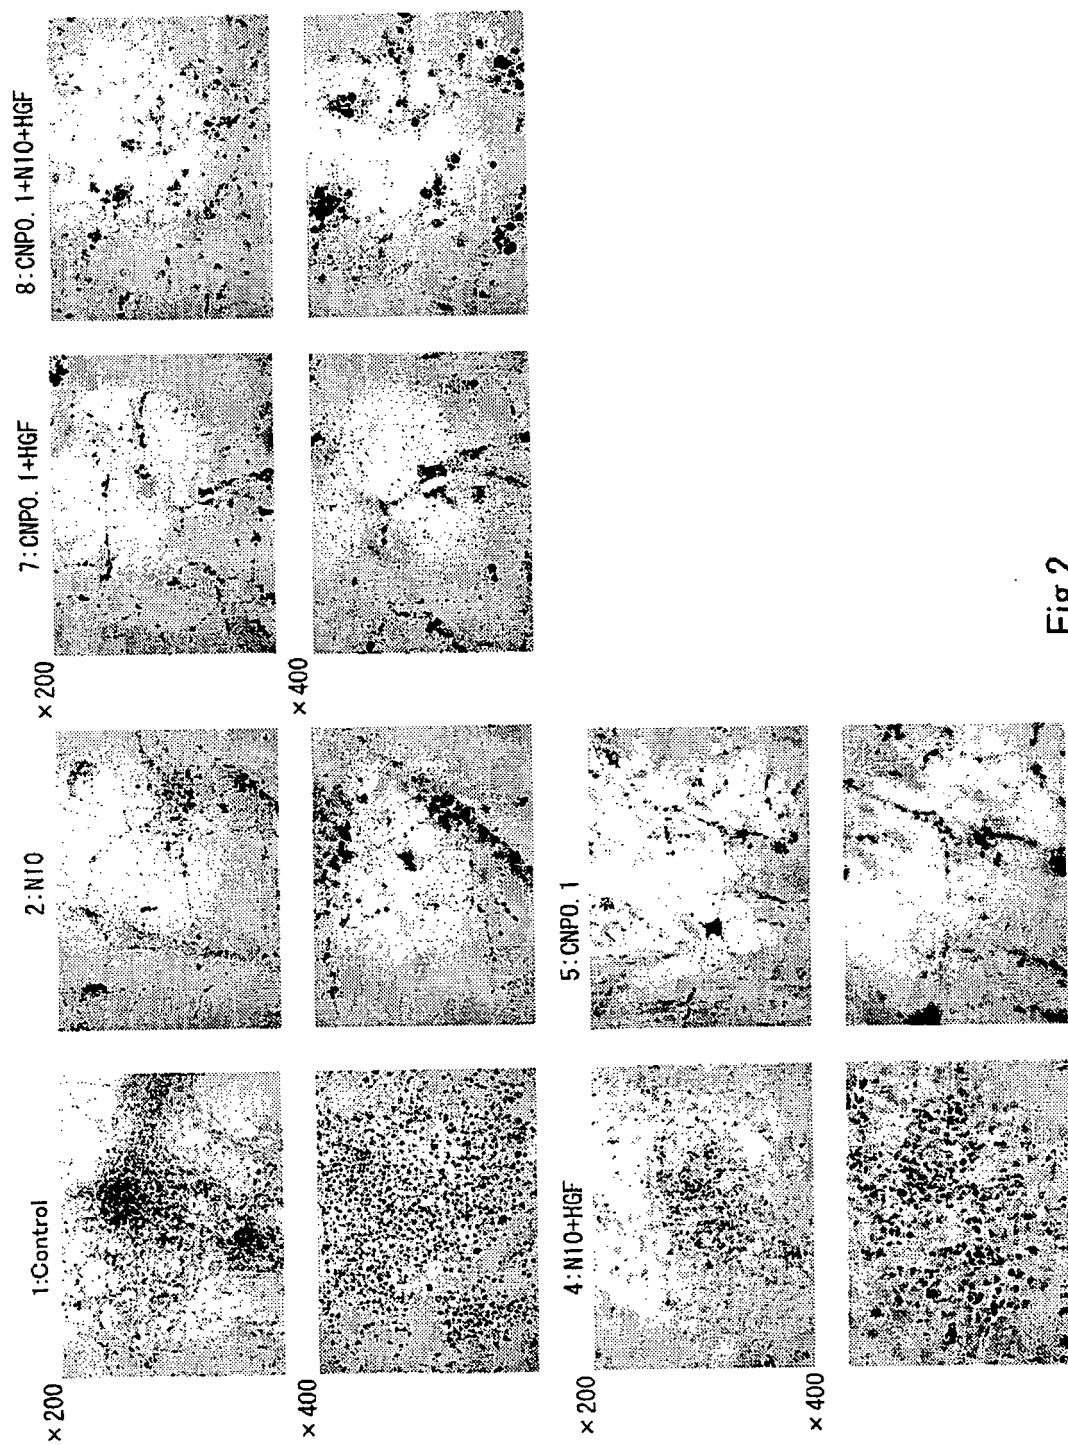 1:Control
2:N10
7:CNP0.1+HGF
8:CNP0.1+N10+HGF
×200
×200
×400
×400
4:N10+HGF
5:CNP0.1
×200
×400
Fig.2